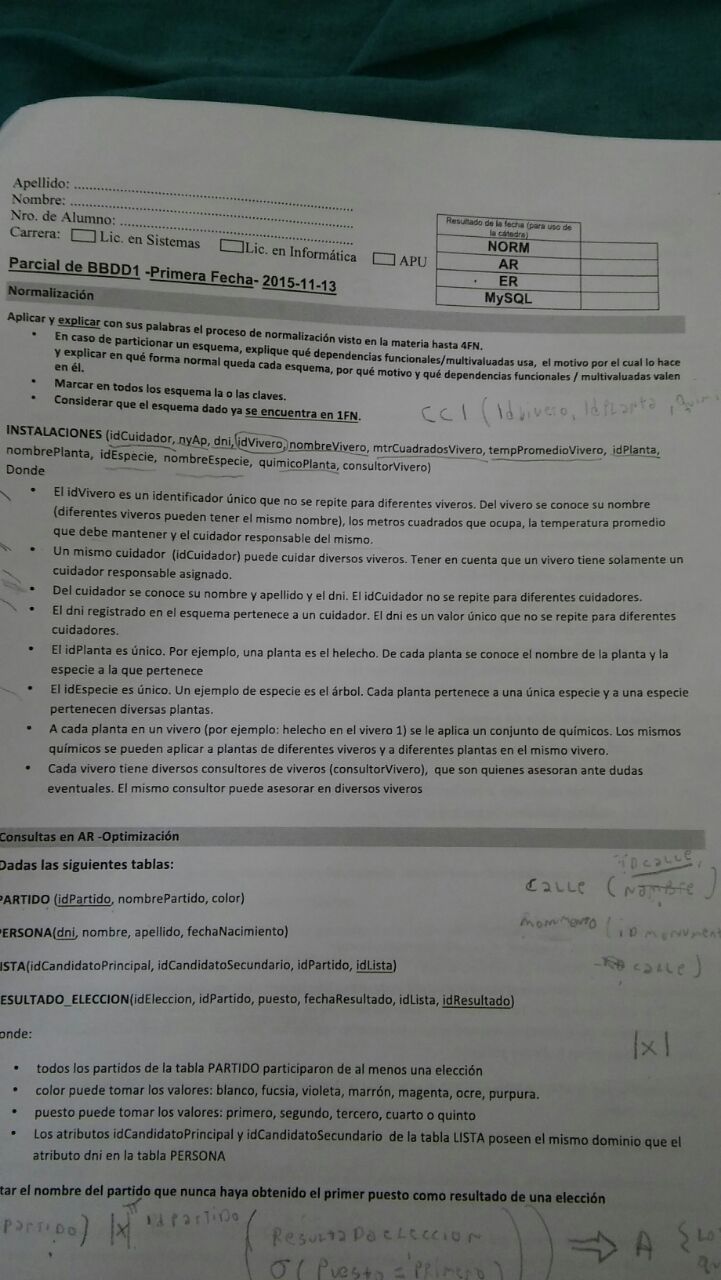 Apellido: ........................
Nombre: ........................
Nro. de Alumno: ........................
Carrera: Lic. en Sistemas Lic. en Informática APU
Resultado de la fecha (para uso de la cátedra)
NORM
AR
ER
MySQL
Parcial de BBDD1 -Primera Fecha- 2015-11-13
Normalización
Aplicar y explicar con sus palabras el proceso de normalización visto en la materia hasta 4FN.
• En caso de particionar un esquema, explique qué dependencias funcionales/multivaluadas usa, el motivo por el cual lo hace
y explicar en qué forma normal queda cada esquema, por qué motivo y qué dependencias funcionales / multivaluadas valen
en él.
• Marcar en todos los esquema la o las claves.
• Considerar que el esquema dado ya se encuentra en 1FN.
CC1 (Idvivero, IdPlanta,
INSTALACIONES (idCuidador, nyAp, dni, idVivero, nombreVivero, mtrCuadradosVivero, tempPromedioVivero, idPlanta,
nombrePlanta, idEspecie, nombreEspecie, quimicoPlanta, consultorVivero)
Donde
• El idVivero es un identificador único que no se repite para diferentes viveros. Del vivero se conoce su nombre
(diferentes viveros pueden tener el mismo nombre), los metros cuadrados que ocupa, la temperatura promedio
que debe mantener y el cuidador responsable del mismo.
• Un mismo cuidador (idCuidador) puede cuidar diversos viveros. Tener en cuenta que un vivero tiene solamente un
cuidador responsable asignado.
• Del cuidador se conoce su nombre y apellido y el dni. El idCuidador no se repite para diferentes cuidadores.
• El dni registrado en el esquema pertenece a un cuidador. El dni es un valor único que no se repite para diferentes
cuidadores.
• El idPlanta es único. Por ejemplo, una planta es el helecho. De cada planta se conoce el nombre de la planta y la
especie a la que pertenece
• El idEspecie es único. Un ejemplo de especie es el árbol. Cada planta pertenece a una única especie y a una especie
pertenecen diversas plantas.
• A cada planta en un vivero (por ejemplo: helecho en el vivero 1) se le aplica un conjunto de químicos. Los mismos
químicos se pueden aplicar a plantas de diferentes viveros y a diferentes plantas en el mismo vivero.
• Cada vivero tiene diversos consultores de viveros (consultorVivero), que son quienes asesoran ante dudas
eventuales. El mismo consultor puede asesorar en diversos viveros
Consultas en AR -Optimización
Dadas las siguientes tablas:
idcalle,
Calle (Nombre)
PARTIDO (idPartido, nombrePartido, color)
PERSONA(dni, nombre, apellido, fechaNacimiento)
calle)
ISTA(idCandidatoPrincipal, idCandidatoSecundario, idPartido, idLista)
ESULTADO_ELECCION(idEleccion, idPartido, puesto, fechaResultado, idLista, idResultado)
onde:
|x|
• todos los partidos de la tabla PARTIDO participaron de al menos una elección
• color puede tomar los valores: blanco, fucsia, violeta, marrón, magenta, ocre, purpura.
• puesto puede tomar los valores: primero, segundo, tercero, cuarto o quinto
• Los atributos idCandidatoPrincipal y idCandidatoSecundario de la tabla LISTA poseen el mismo dominio que el
atributo dni en la tabla PERSONA
tar el nombre del partido que nunca haya obtenido el primer puesto como resultado de una elección
Partido) |x| π idPartido ( ResultadoEleccion ) ⇒ A
σ (Puesto = 'Primero')